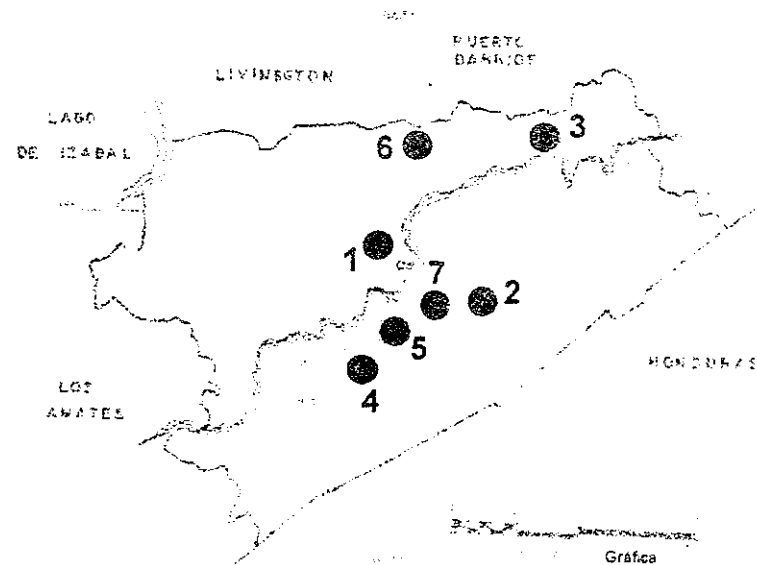 PUERTO
BARRIOS
LIVINGSTON
LAGO
DE IZABAL
6
3
1
7
2
5
4
HONDURAS
LOS
AMATES
Gráfica